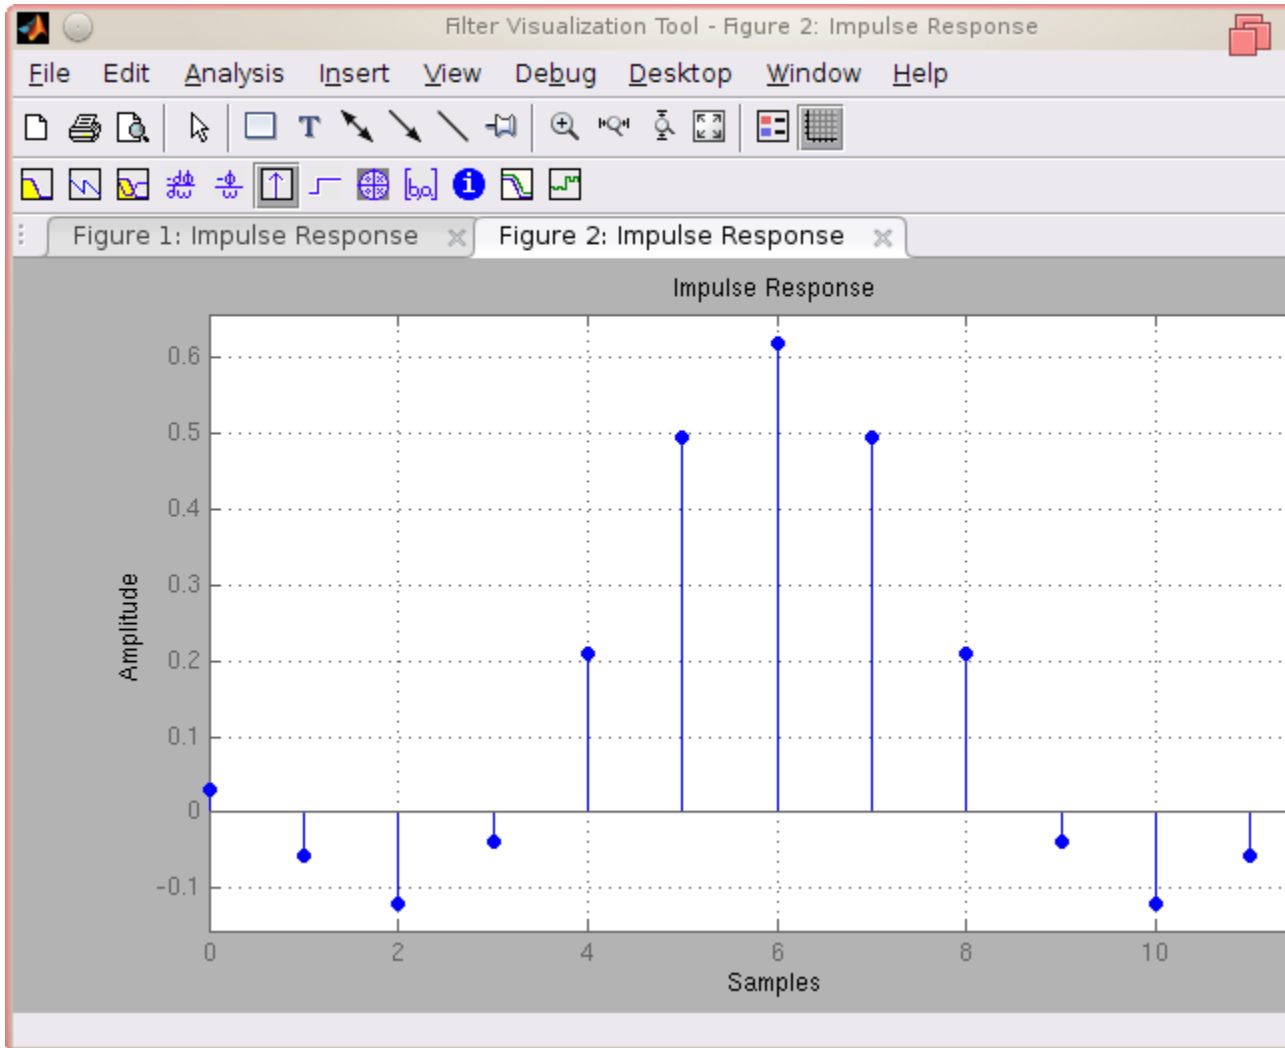 Filter Visualization Tool - Figure 2: Impulse Response
File Edit Analysis Insert View Debug Desktop Window Help
T
[b,a] i
Figure 1: Impulse Response Figure 2: Impulse Response
Impulse Response
0.6
0.5
0.4
0.3
0.2
0.1
0
-0.1
Amplitude
0 2 4 6 8 10
Samples